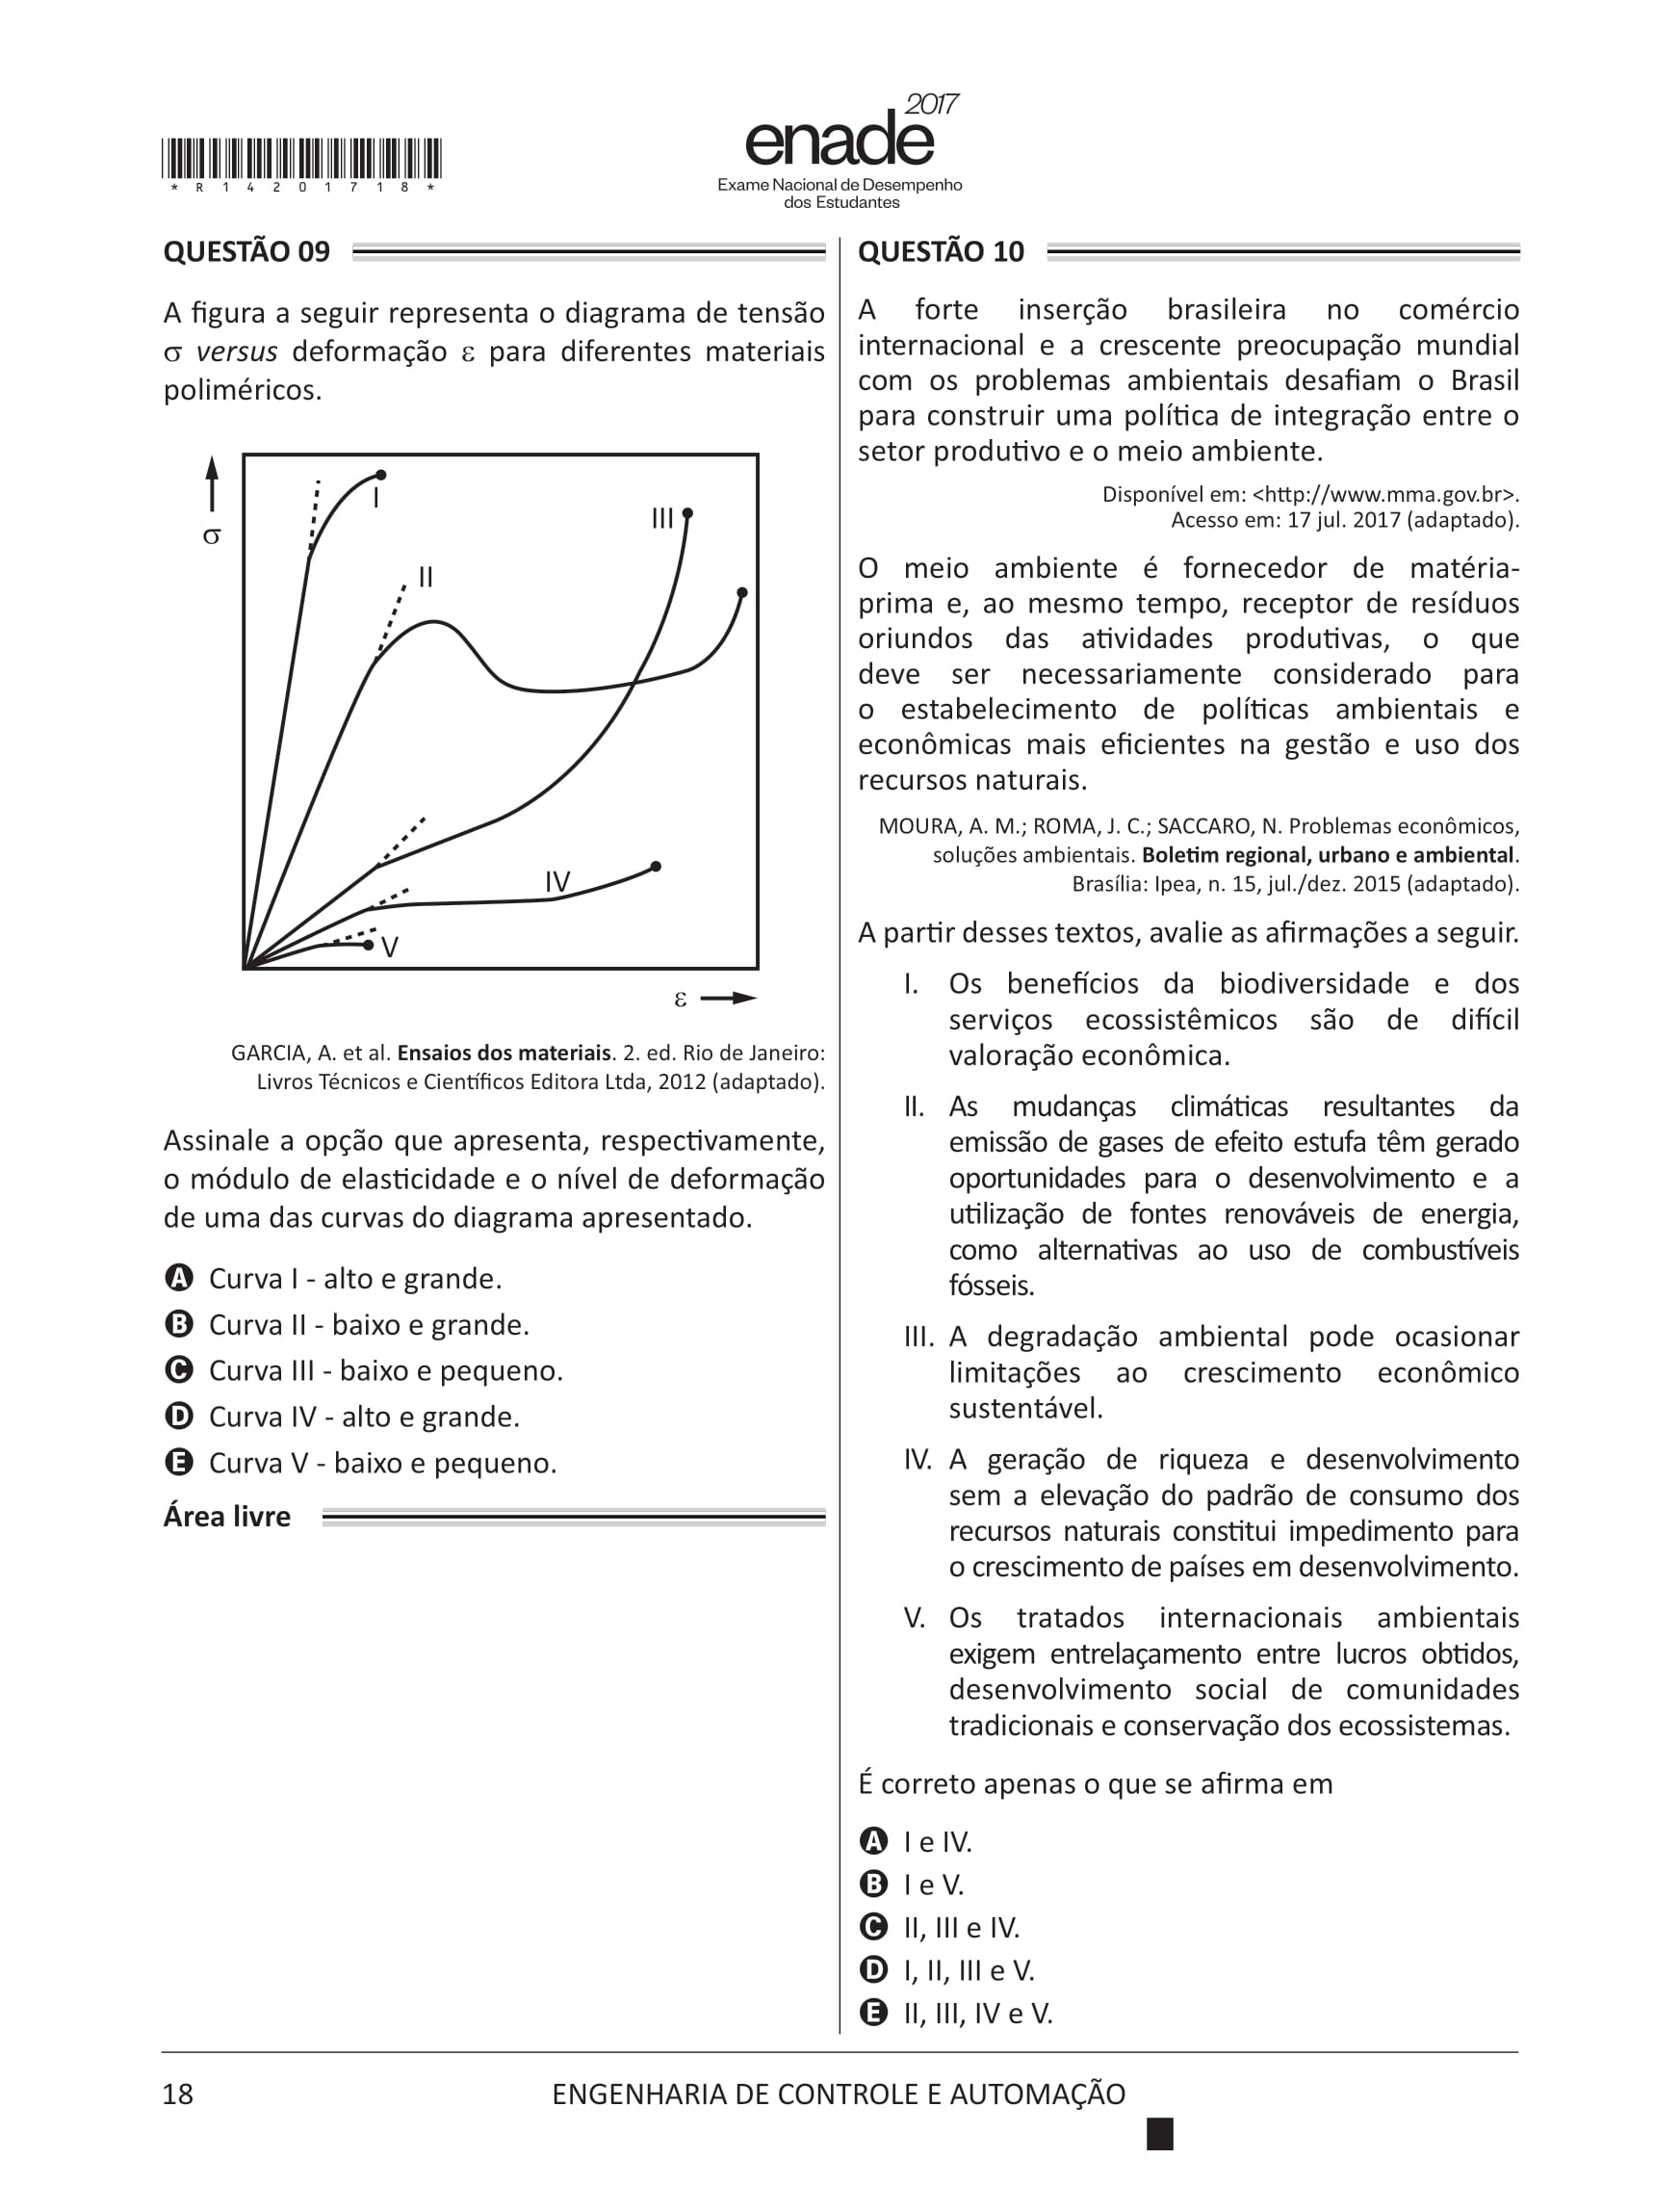 * R 1 4 2 0 1 7 1 8 *
enade 2017
Exame Nacional de Desempenho
dos Estudantes
QUESTÃO 09
A figura a seguir representa o diagrama de tensão
σ versus deformação ε para diferentes materiais
poliméricos.
σ
I
II
III
IV
V
ε
GARCIA, A. et al. Ensaios dos materiais. 2. ed. Rio de Janeiro:
Livros Técnicos e Científicos Editora Ltda, 2012 (adaptado).
Assinale a opção que apresenta, respectivamente,
o módulo de elasticidade e o nível de deformação
de uma das curvas do diagrama apresentado.
A Curva I - alto e grande.
B Curva II - baixo e grande.
C Curva III - baixo e pequeno.
D Curva IV - alto e grande.
E Curva V - baixo e pequeno.
Área livre
QUESTÃO 10
A forte inserção brasileira no comércio
internacional e a crescente preocupação mundial
com os problemas ambientais desafiam o Brasil
para construir uma política de integração entre o
setor produtivo e o meio ambiente.
Disponível em: <http://www.mma.gov.br>.
Acesso em: 17 jul. 2017 (adaptado).
O meio ambiente é fornecedor de matéria-
prima e, ao mesmo tempo, receptor de resíduos
oriundos das atividades produtivas, o que
deve ser necessariamente considerado para
o estabelecimento de políticas ambientais e
econômicas mais eficientes na gestão e uso dos
recursos naturais.
MOURA, A. M.; ROMA, J. C.; SACCARO, N. Problemas econômicos,
soluções ambientais. Boletim regional, urbano e ambiental.
Brasília: Ipea, n. 15, jul./dez. 2015 (adaptado).
A partir desses textos, avalie as afirmações a seguir.
I. Os benefícios da biodiversidade e dos
serviços ecossistêmicos são de difícil
valoração econômica.
II. As mudanças climáticas resultantes da
emissão de gases de efeito estufa têm gerado
oportunidades para o desenvolvimento e a
utilização de fontes renováveis de energia,
como alternativas ao uso de combustíveis
fósseis.
III. A degradação ambiental pode ocasionar
limitações ao crescimento econômico
sustentável.
IV. A geração de riqueza e desenvolvimento
sem a elevação do padrão de consumo dos
recursos naturais constitui impedimento para
o crescimento de países em desenvolvimento.
V. Os tratados internacionais ambientais
exigem entrelaçamento entre lucros obtidos,
desenvolvimento social de comunidades
tradicionais e conservação dos ecossistemas.
É correto apenas o que se afirma em
A I e IV.
B I e V.
C II, III e IV.
D I, II, III e V.
E II, III, IV e V.
18
ENGENHARIA DE CONTROLE E AUTOMAÇÃO